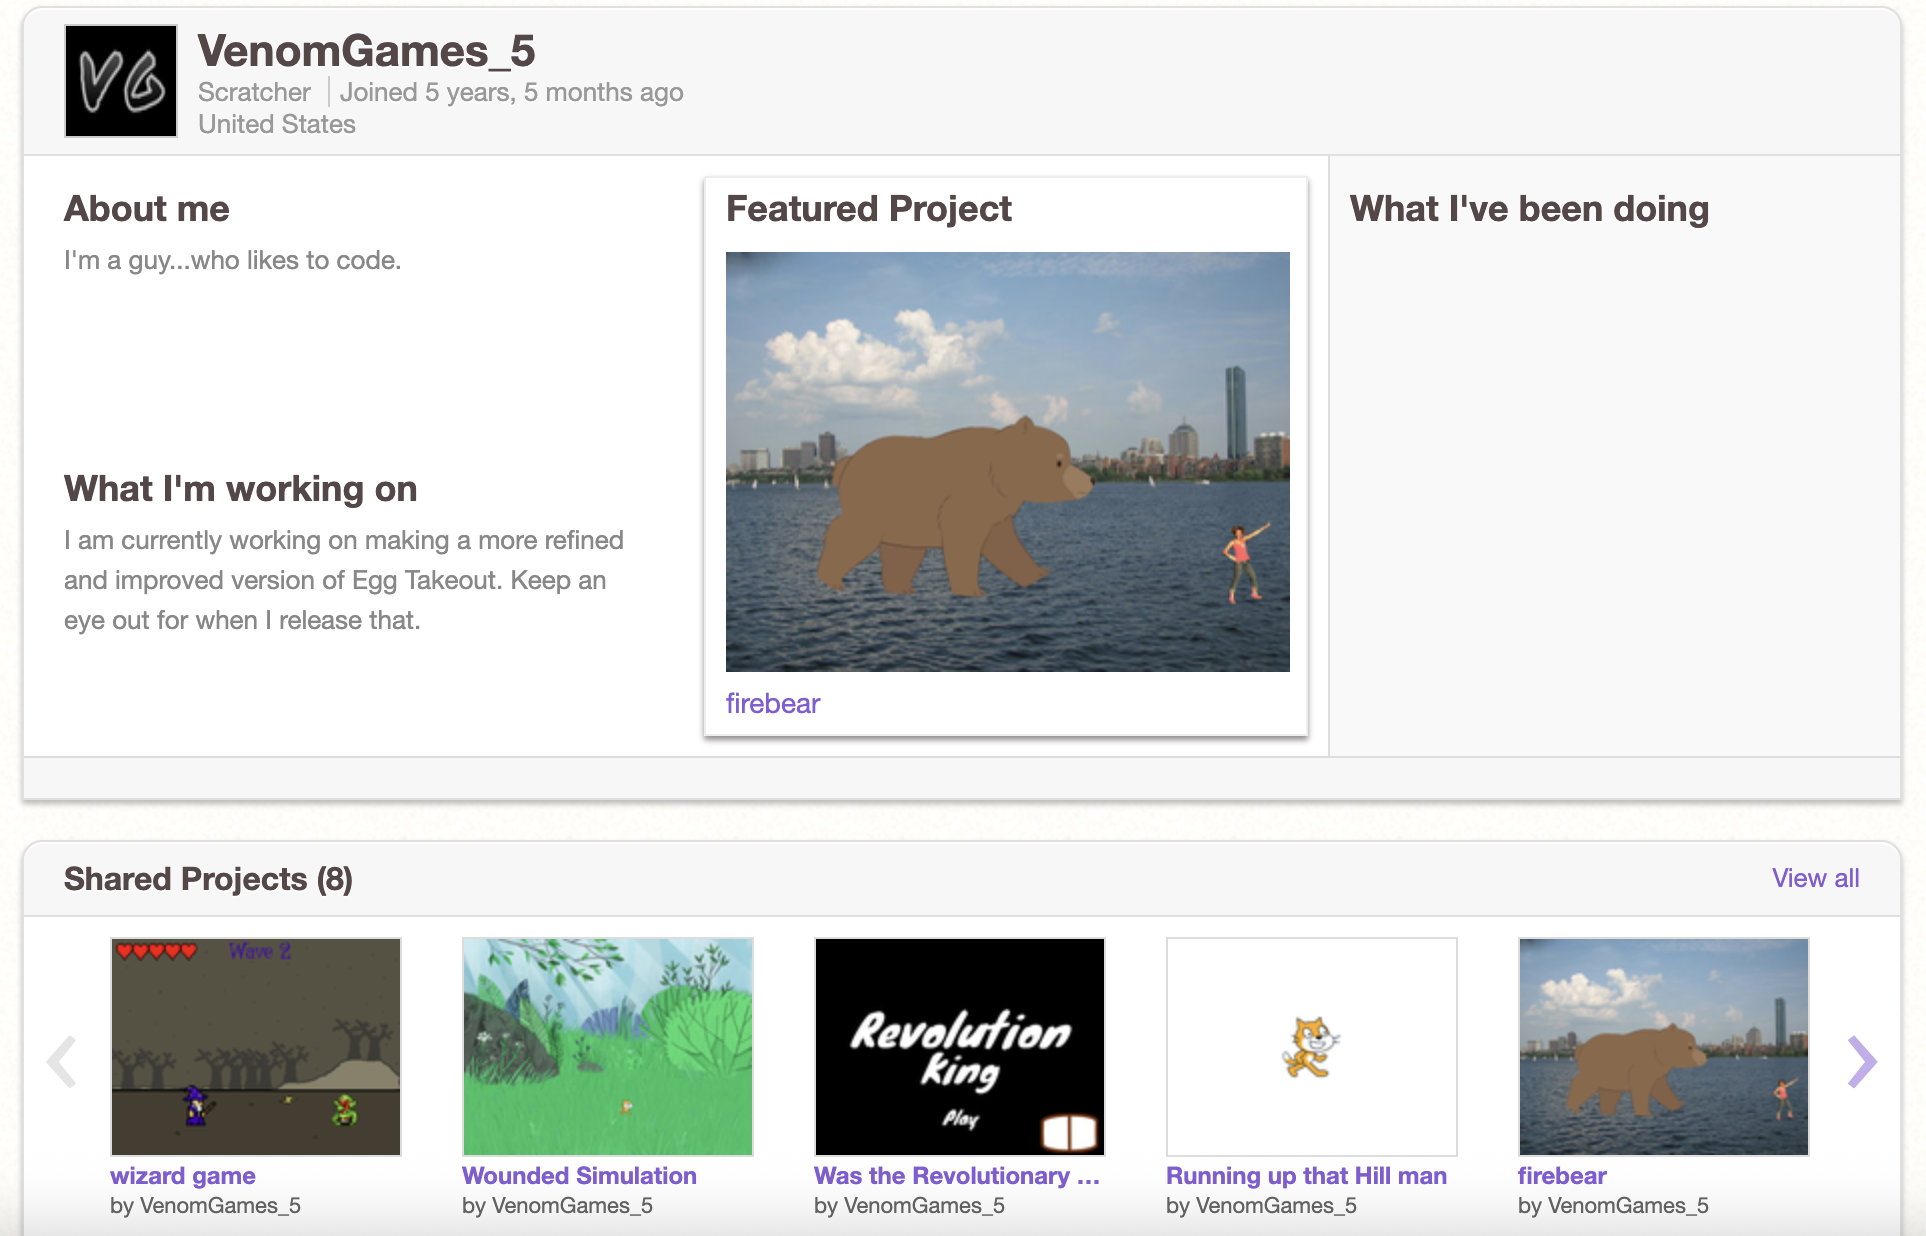 VG
VenomGames_5
Scratcher
Joined 5 years, 5 months ago
United States
About me
I'm a guy...who likes to code.
What I'm working on
I am currently working on making a more refined
and improved version of Egg Takeout. Keep an
eye out for when I release that.
Featured Project
firebear
What I've been doing
Shared Projects (8)
View all
Wave 2
Revolution
King
Play
wizard game
by VenomGames_5
Wounded Simulation
by VenomGames_5
Was the Revolutionary ...
by VenomGames_5
Running up that Hill man
by VenomGames_5
firebear
by VenomGames_5